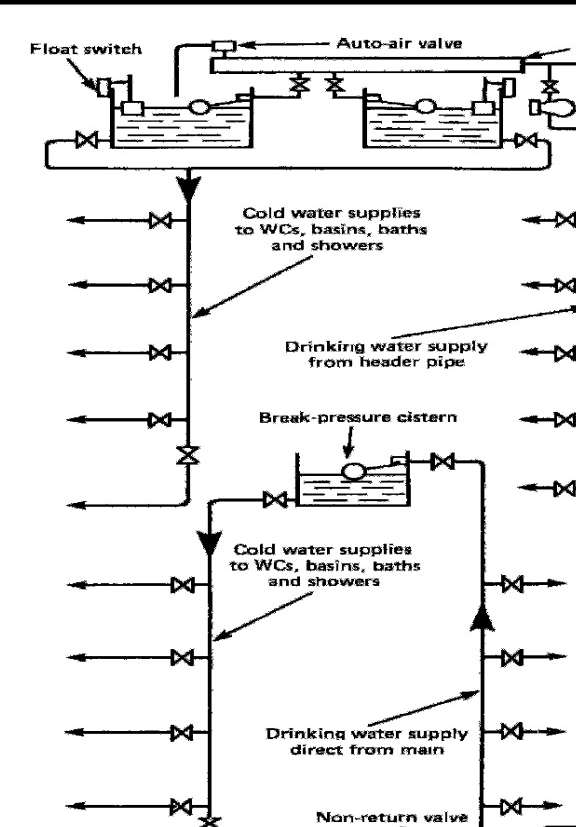 Float switch
Auto-air valve
Cold water supplies
to WCs, basins, baths
and showers
Drinking water supply
from header pipe
Break-pressure cistern
Cold water supplies
to WCs, basins, baths
and showers
Drinking water supply
direct from main
Non-return valve